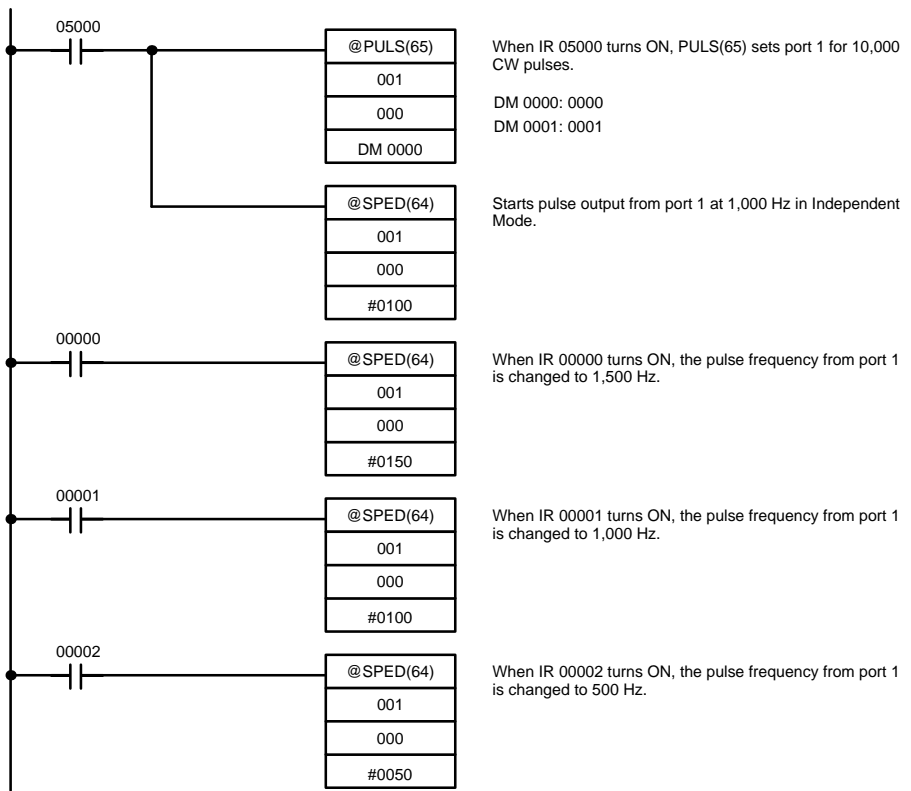 05000
@PULS(65)
001
000
DM 0000
When IR 05000 turns ON, PULS(65) sets port 1 for 10,000
CW pulses.
DM 0000: 0000
DM 0001: 0001
@SPED(64)
001
000
#0100
Starts pulse output from port 1 at 1,000 Hz in Independent
Mode.
00000
@SPED(64)
001
000
#0150
When IR 00000 turns ON, the pulse frequency from port 1
is changed to 1,500 Hz.
00001
@SPED(64)
001
000
#0100
When IR 00001 turns ON, the pulse frequency from port 1
is changed to 1,000 Hz.
00002
@SPED(64)
001
000
#0050
When IR 00002 turns ON, the pulse frequency from port 1
is changed to 500 Hz.